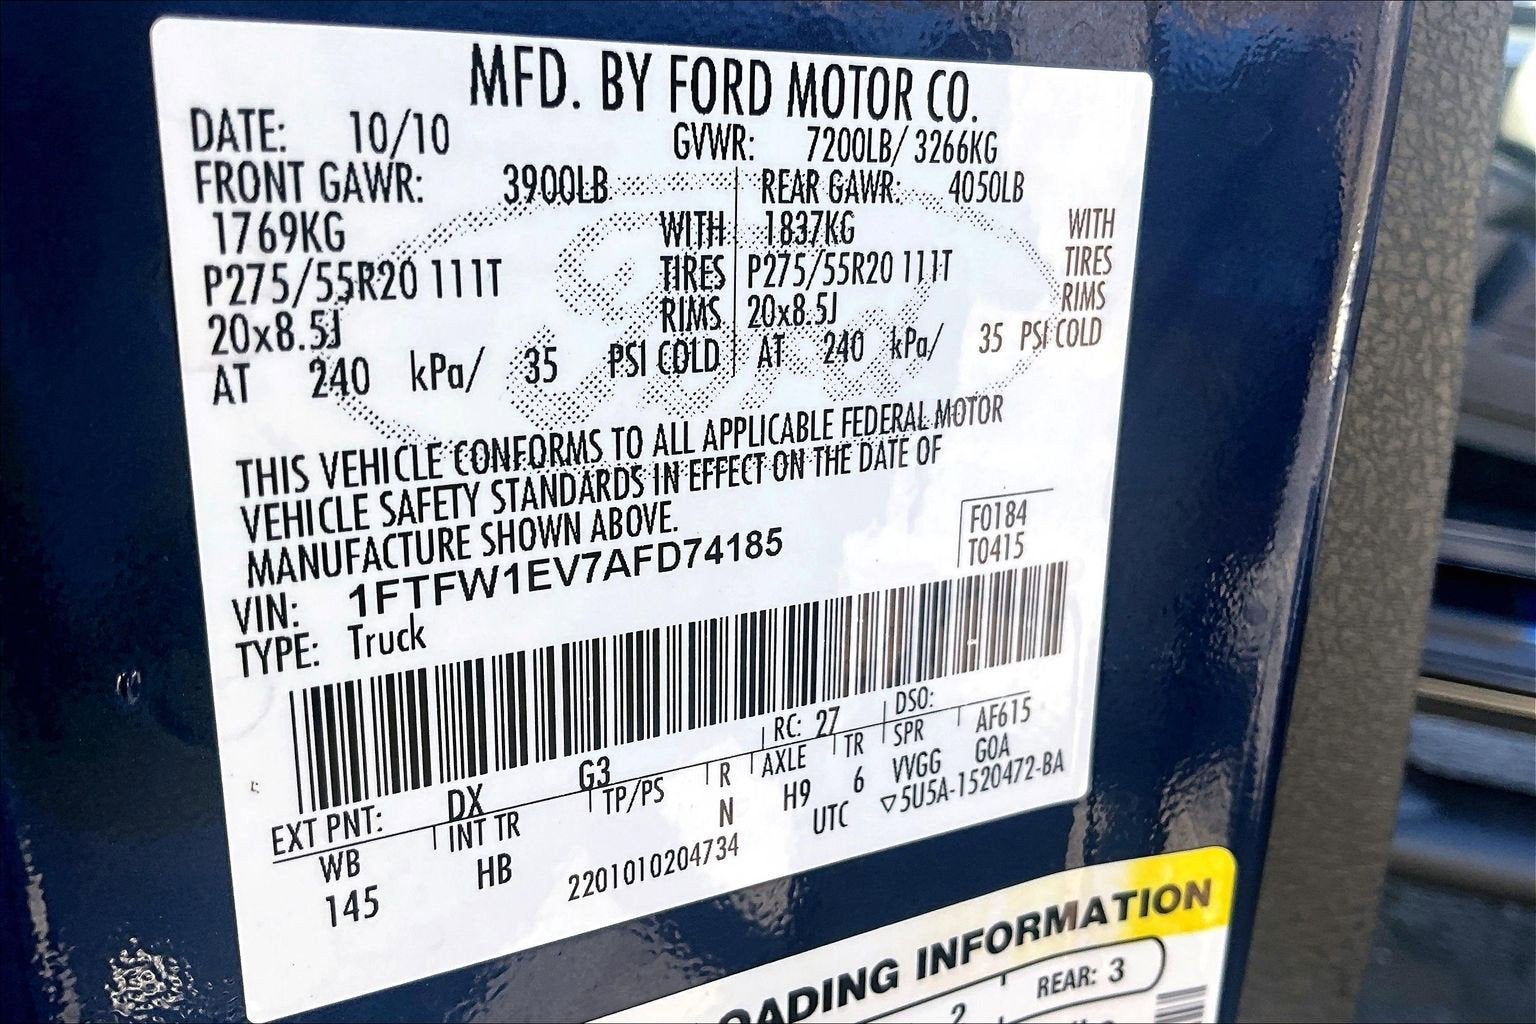 MFD. BY FORD MOTOR CO.
DATE: 10/10 GVWR: 7200LB/ 3266KG
FRONT GAWR: 3900LB REAR GAWR: 4050LB
1769KG WITH 1837KG WITH
P275/55R20 111T TIRES P275/55R20 111T TIRES
20x8.5J RIMS 20x8.5J RIMS
AT 240 kPa/ 35 PSI COLD AT 240 kPa/ 35 PSI COLD
THIS VEHICLE CONFORMS TO ALL APPLICABLE FEDERAL MOTOR
VEHICLE SAFETY STANDARDS IN EFFECT ON THE DATE OF
MANUFACTURE SHOWN ABOVE.
F0184
T0415
VIN: 1FTFW1EV7AFD74185
TYPE: Truck
EXT PNT: DX G3 RC: 27 DSO: AF615
WB INT TR TP/PS R AXLE TR SPR
145 HB N H9 6 VVGG GOA
2201010204734 UTC ▽5U5A-1520472-BA
OADING INFORMATION
2 REAR: 3